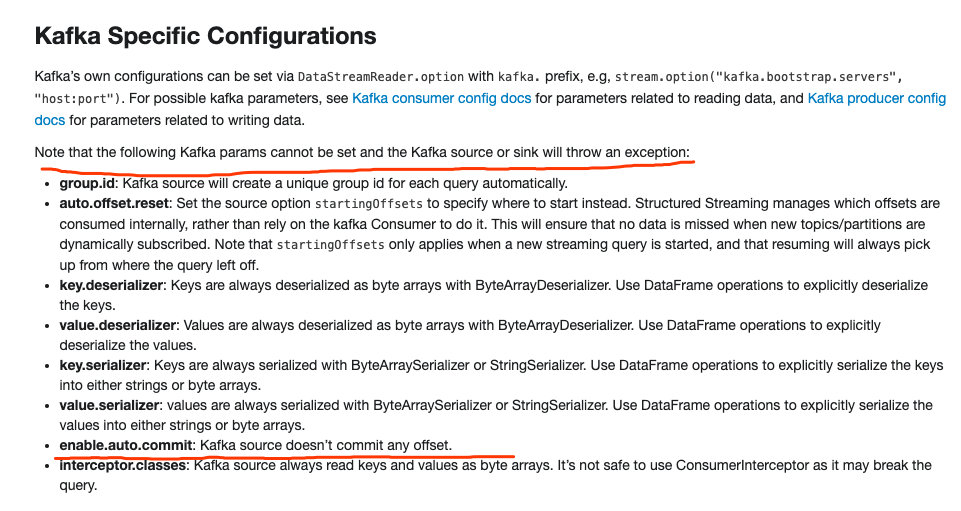 Kafka Specific Configurations
Kafka's own configurations can be set via DataStreamReader.option with kafka. prefix, e.g, stream.option("kafka.bootstrap.servers",
"host:port"). For possible kafka parameters, see Kafka consumer config docs for parameters related to reading data, and Kafka producer config
docs for parameters related to writing data.
Note that the following Kafka params cannot be set and the Kafka source or sink will throw an exception:
• group.id: Kafka source will create a unique group id for each query automatically.
• auto.offset.reset: Set the source option startingOffsets to specify where to start instead. Structured Streaming manages which offsets are
consumed internally, rather than rely on the kafka Consumer to do it. This will ensure that no data is missed when new topics/partitions are
dynamically subscribed. Note that startingOffsets only applies when a new streaming query is started, and that resuming will always pick
up from where the query left off.
• key.deserializer: Keys are always deserialized as byte arrays with ByteArrayDeserializer. Use DataFrame operations to explicitly deserialize
the keys.
• value.deserializer: Values are always deserialized as byte arrays with ByteArrayDeserializer. Use DataFrame operations to explicitly
deserialize the values.
• key.serializer: Keys are always serialized with ByteArraySerializer or StringSerializer. Use DataFrame operations to explicitly serialize the keys
into either strings or byte arrays.
• value.serializer: values are always serialized with ByteArraySerializer or StringSerializer. Use DataFrame operations to explicitly serialize the
values into either strings or byte arrays.
• enable.auto.commit: Kafka source doesn't commit any offset.
• interceptor.classes: Kafka source always read keys and values as byte arrays. It's not safe to use ConsumerInterceptor as it may break the
query.